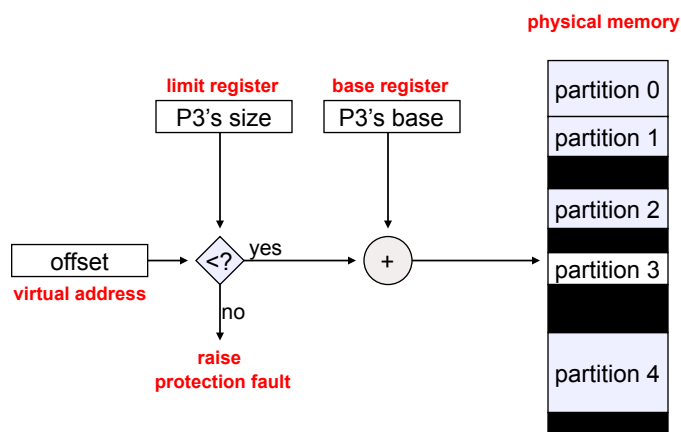 physical memory
limit register
base register
P3's size
P3's base
partition 0
partition 1
partition 2
offset
<?
yes
+
partition 3
virtual address
no
raise
protection fault
partition 4